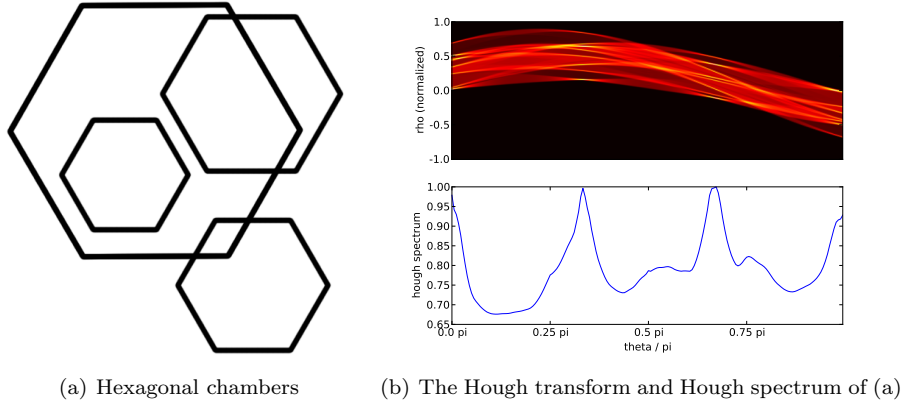 1.0
0.5
0.0
-0.5
-1.0
rho (normalized)
1.00
0.95
0.90
0.85
0.80
0.75
0.70
0.65
hough spectrum
0.0 pi 0.25 pi 0.5 pi 0.75 pi
theta / pi
(a) Hexagonal chambers
(b) The Hough transform and Hough spectrum of (a)